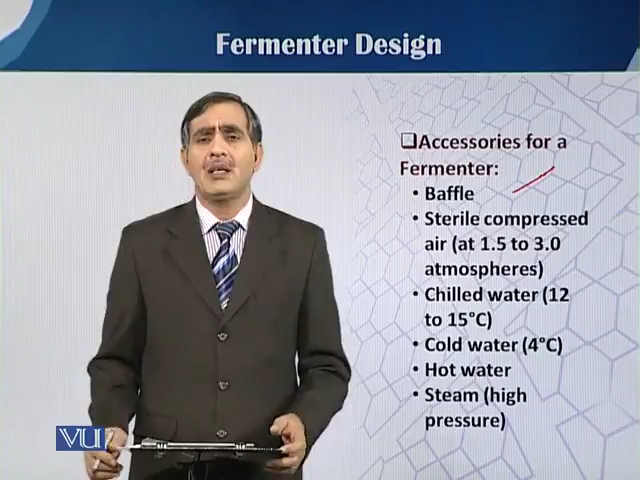 Fermenter Design
❑Accessories for a
Fermenter:
• Baffle
• Sterile compressed
air (at 1.5 to 3.0
atmospheres)
• Chilled water (12
to 15°C)
• Cold water (4°C)
• Hot water
• Steam (high
pressure)
VU